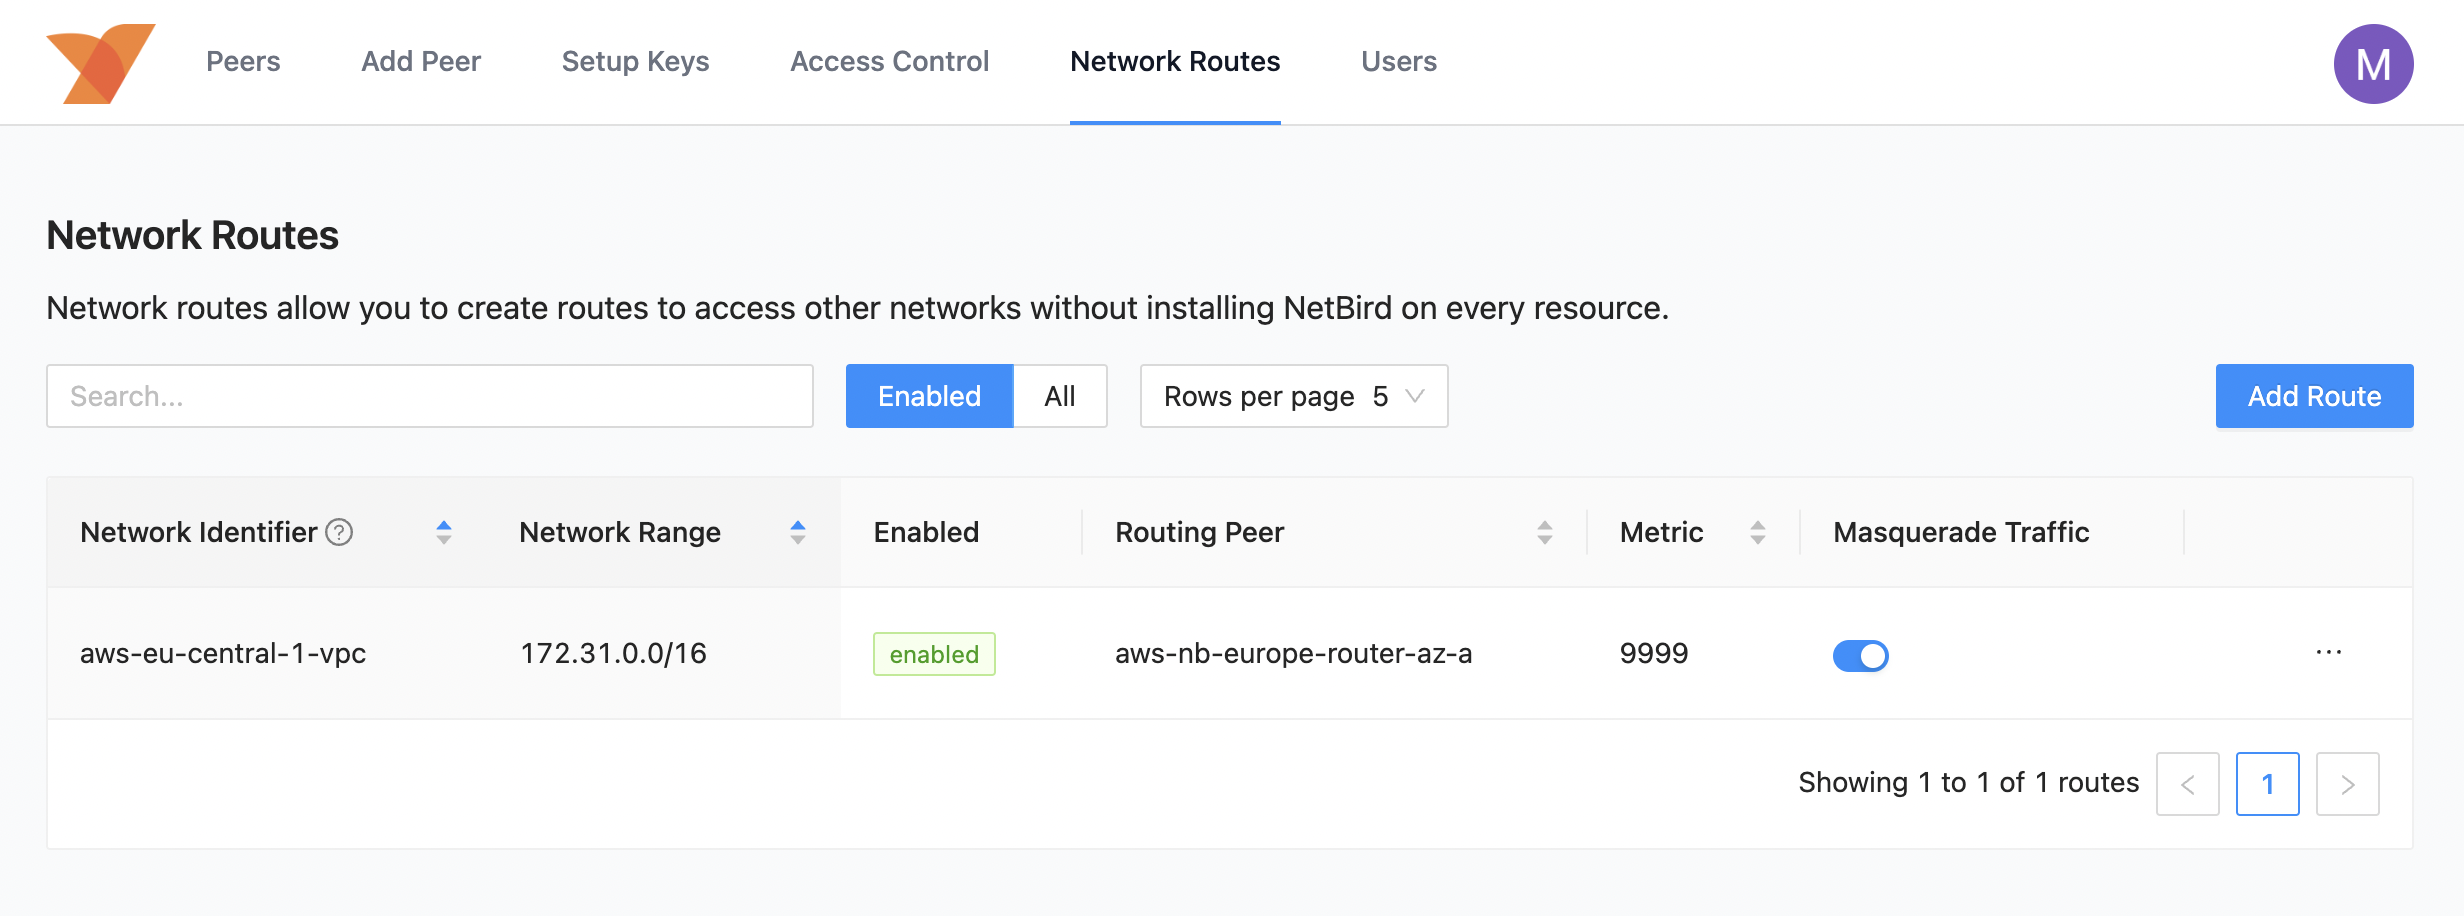 Peers Add Peer Setup Keys Access Control Network Routes Users M
Network Routes
Network routes allow you to create routes to access other networks without installing NetBird on every resource.
Search... Enabled All Rows per page 5 Add Route
Network Identifier ? Network Range Enabled Routing Peer Metric Masquerade Traffic
aws-eu-central-1-vpc 172.31.0.0/16 enabled aws-nb-europe-router-az-a 9999 ...
Showing 1 to 1 of 1 routes < 1 >